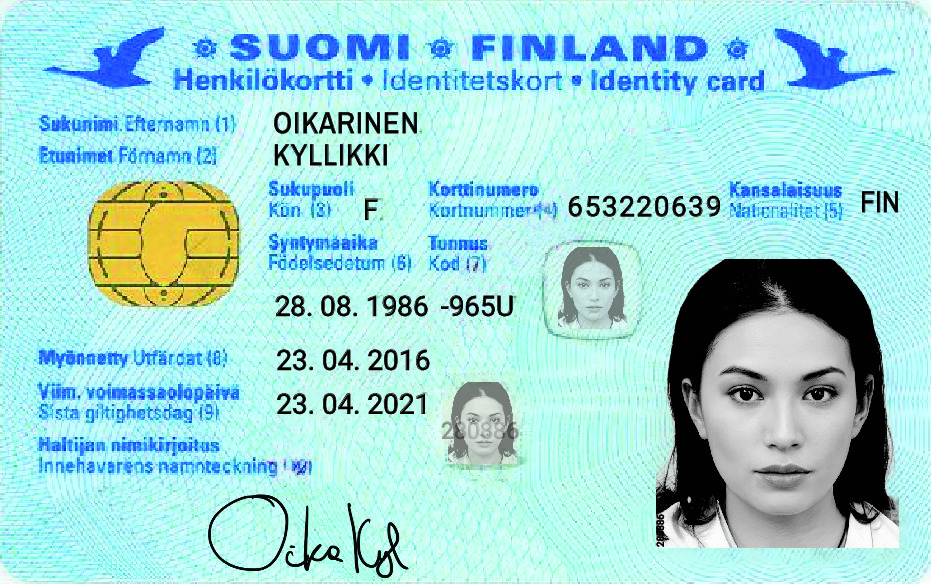 SUOMI FINLAND
Henkilökortti • Identitetskort • Identity card
Sukunimi Efternamn (1) OIKARINEN
Etunimet Förnamn (2) KYLLIKKI
Sukupuoli Korttinumero Kansalaisuus
Kön (3) F Kortnummer (4) 653220639 Nationalitet (5) FIN
Syntymäaika Tunnus
Födelsedetum (6) Kod (7)
28. 08. 1986 -965U
Myönnetty Utfärdat (8) 23. 04. 2016
Viim. voimassaolopäivä
Sista giltighetsdag (9) 23. 04. 2021
280886
Haltijan nimikirjoitus
Innehavarens namnteckning
Oika Kyl
280886